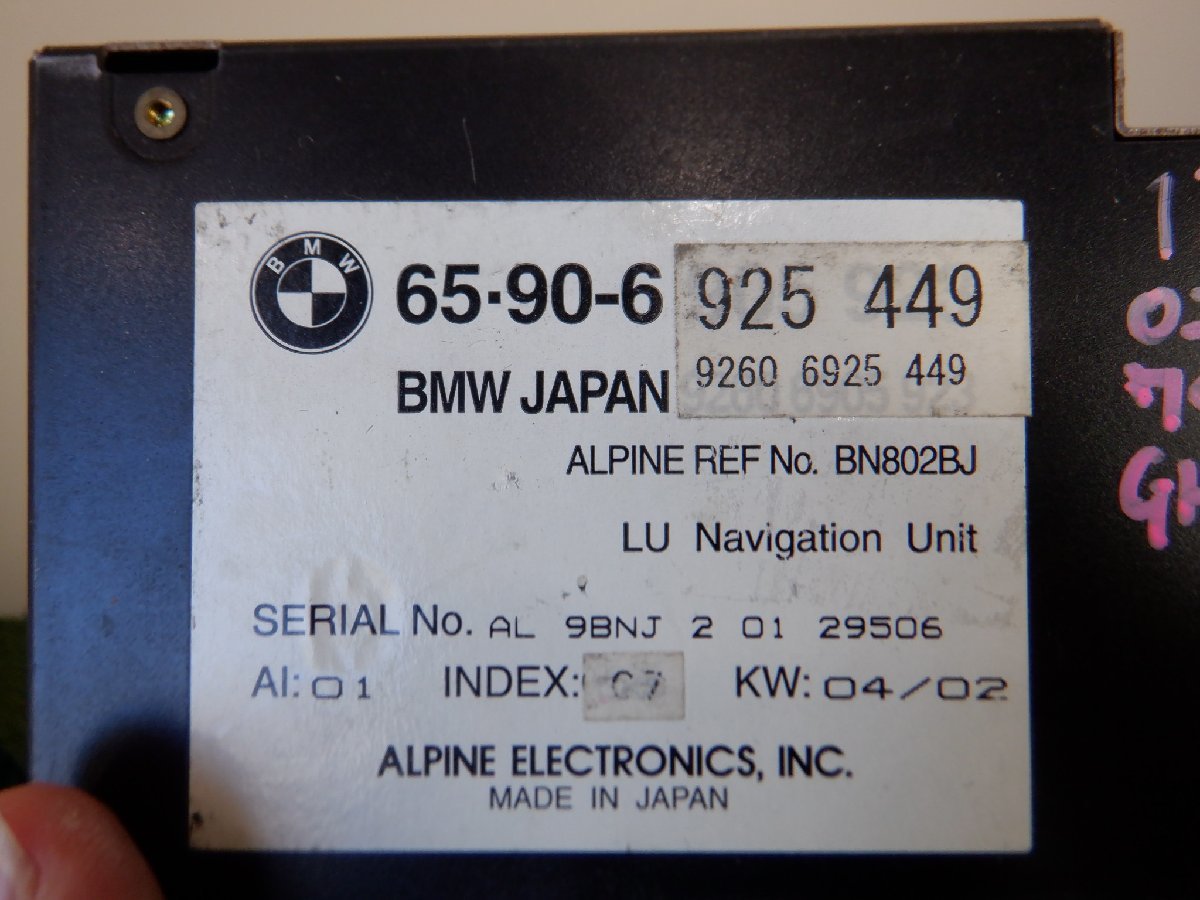 BMW
65·90-6 925 449
BMW JAPAN 9260 6925 449
ALPINE REF No. BN802BJ
LU Navigation Unit
SERIAL No. AL 9BNJ 2 01 29506
AI: 01 INDEX: C7 KW: 04/02
ALPINE ELECTRONICS, INC.
MADE IN JAPAN